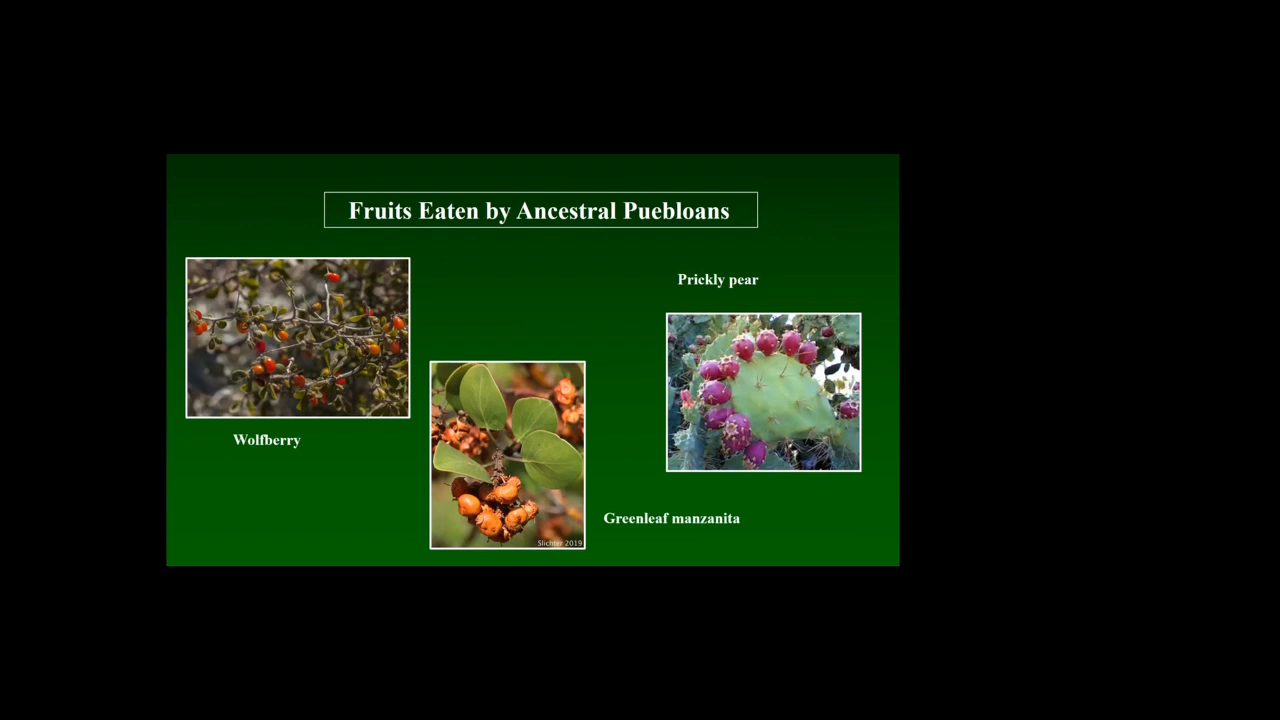 Fruits Eaten by Ancestral Puebloans
Prickly pear
Wolfberry
Greenleaf manzanita
Slichter 2019